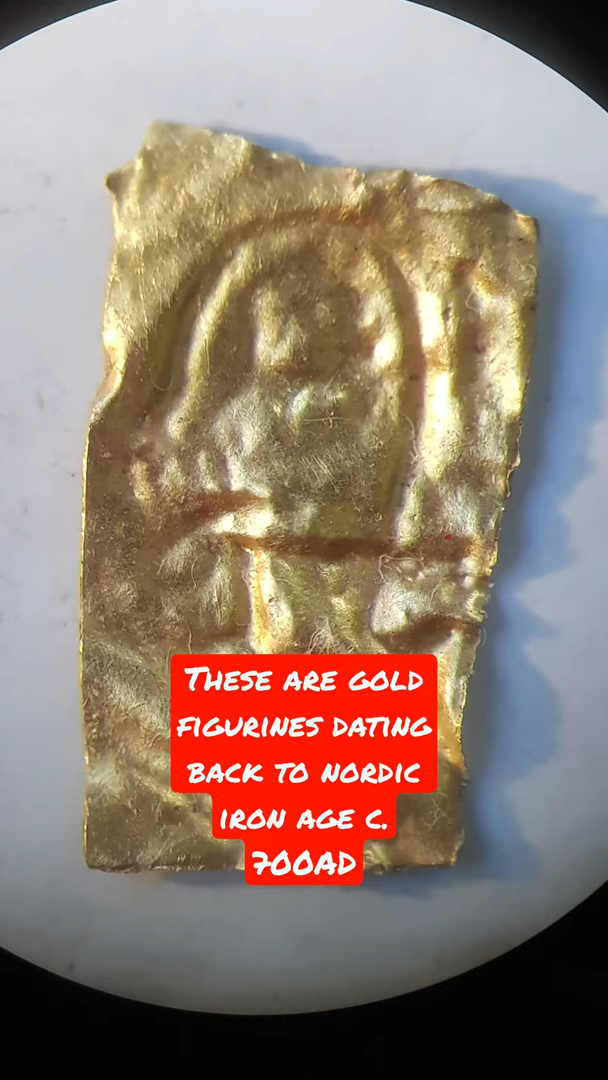 THESE ARE GOLD
FIGURINES DATING
BACK TO NORDIC
IRON AGE C.
700AD